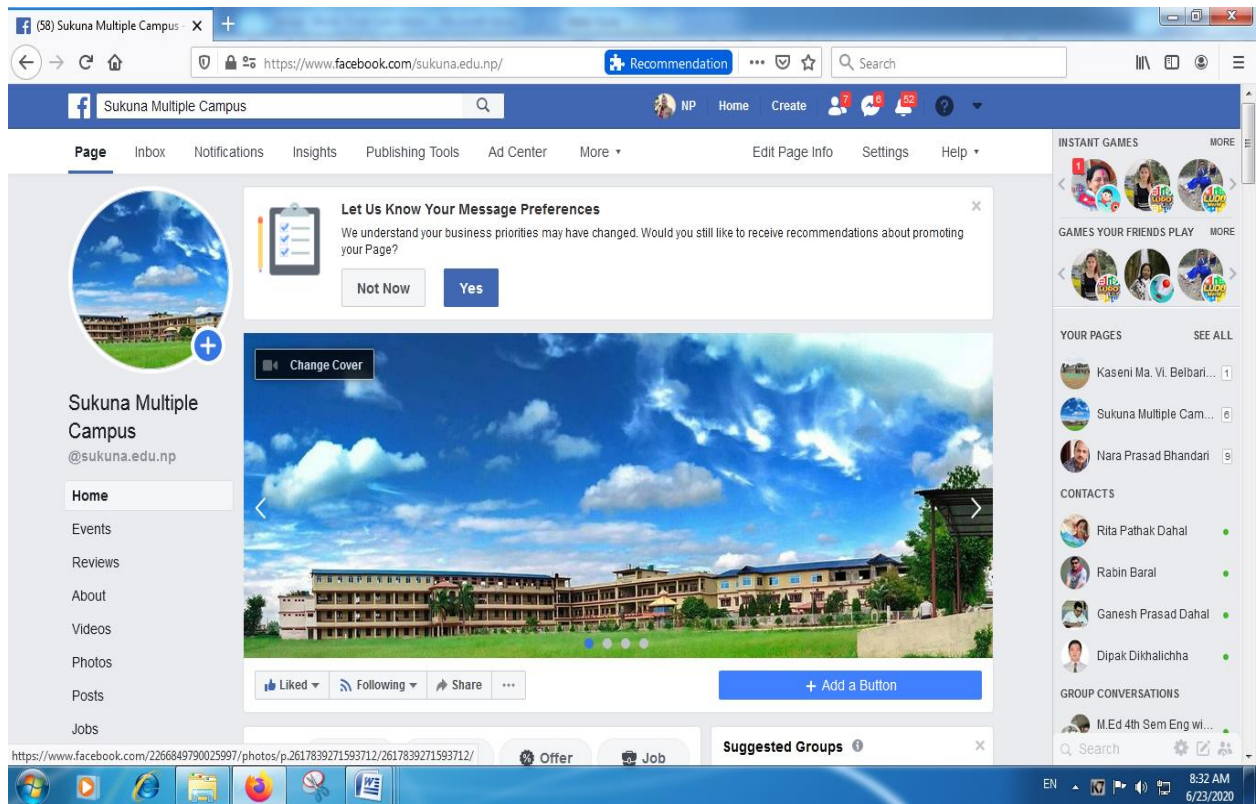 (58) Sukuna Multiple Campus -
https://www.facebook.com/sukuna.edu.np/
Recommendation
Search
Sukuna Multiple Campus
NP Home Create 7 6 52
Page Inbox Notifications Insights Publishing Tools Ad Center More Edit Page Info Settings Help
Let Us Know Your Message Preferences
We understand your business priorities may have changed. Would you still like to receive recommendations about promoting
your Page?
Not Now Yes
Change Cover
Sukuna Multiple
Campus
@sukuna.edu.np
Home
Events
Reviews
About
Videos
Photos
Posts
Jobs
Liked Following Share ...
+ Add a Button
Offer Job
Suggested Groups
INSTANT GAMES MORE
1
GAMES YOUR FRIENDS PLAY MORE
YOUR PAGES SEE ALL
Kaseni Ma. Vi. Belbari... 1
Sukuna Multiple Cam... 6
Nara Prasad Bhandari 9
CONTACTS
Rita Pathak Dahal
Rabin Baral
Ganesh Prasad Dahal
Dipak Dikhalichha
GROUP CONVERSATIONS
M.Ed 4th Sem Eng wi...
Search
https://www.facebook.com/2266849790025997/photos/p.2617839271593712/2617839271593712/
EN
8:32 AM
6/23/2020